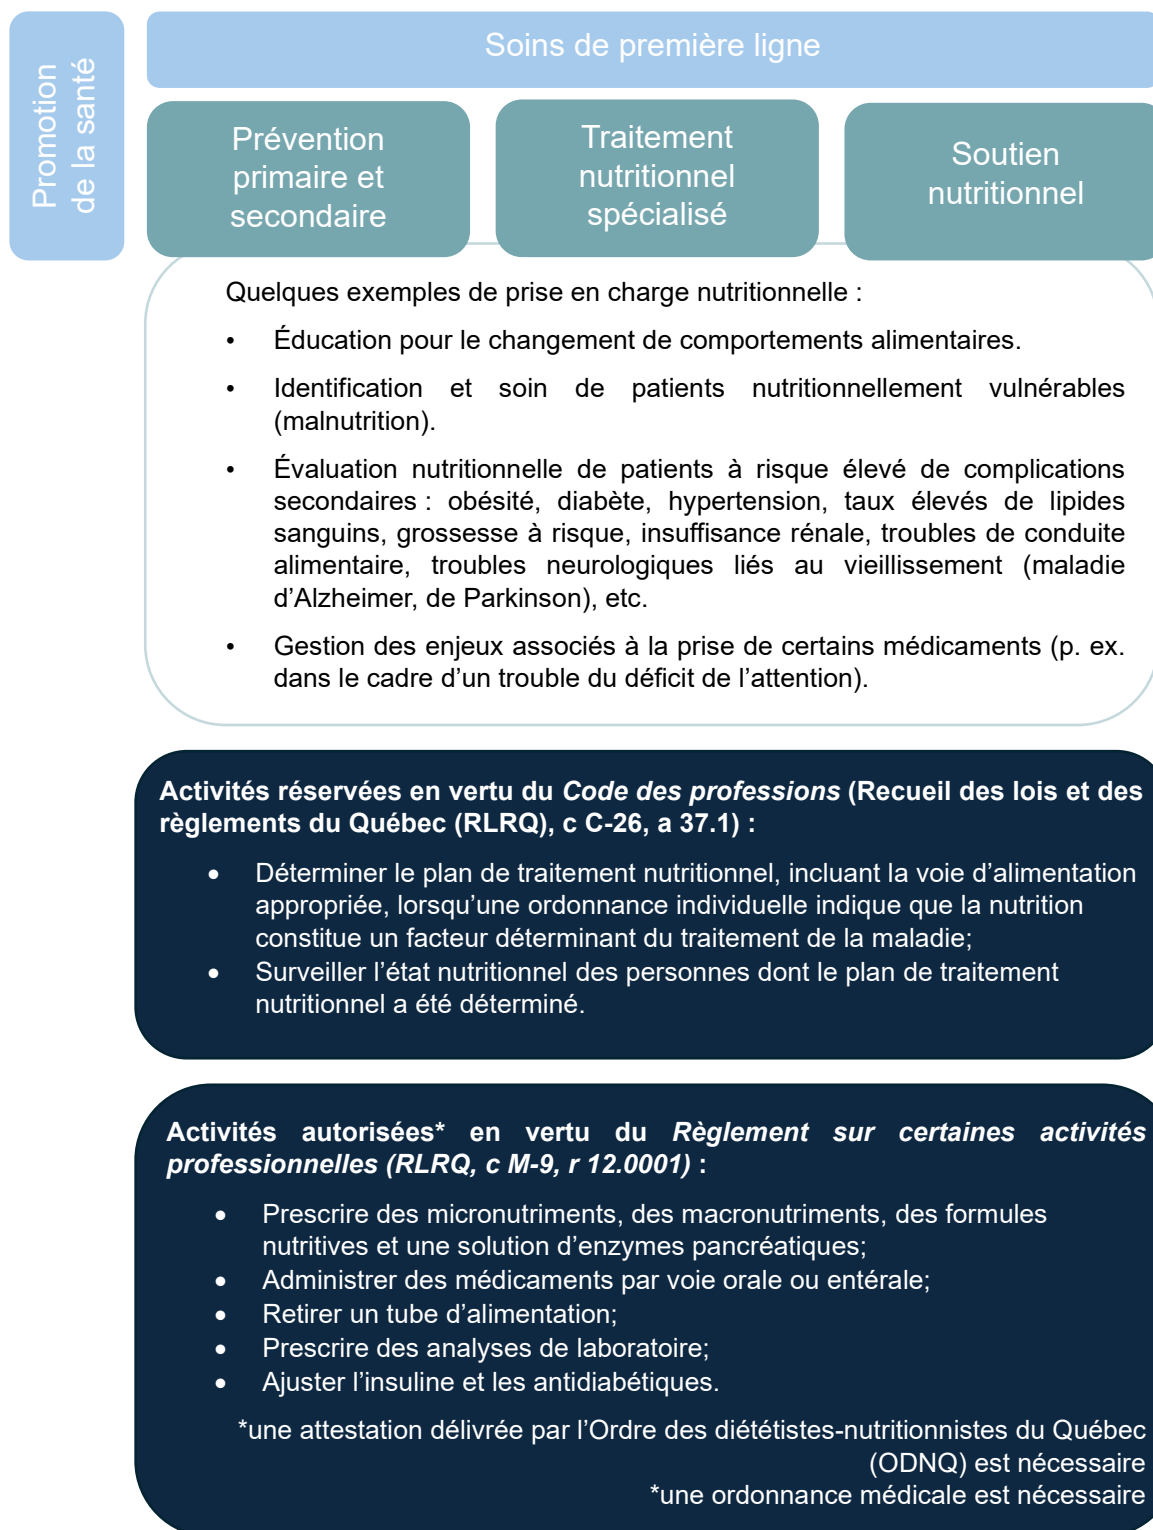 Promotion
de la santé
Soins de première ligne
Prévention
primaire et
secondaire
Traitement
nutritionnel
spécialisé
Soutien
nutritionnel
Quelques exemples de prise en charge nutritionnelle :
• Éducation pour le changement de comportements alimentaires.
• Identification et soin de patients nutritionnellement vulnérables
(malnutrition).
• Évaluation nutritionnelle de patients à risque élevé de complications
secondaires : obésité, diabète, hypertension, taux élevés de lipides
sanguins, grossesse à risque, insuffisance rénale, troubles de conduite
alimentaire, troubles neurologiques liés au vieillissement (maladie
d’Alzheimer, de Parkinson), etc.
• Gestion des enjeux associés à la prise de certains médicaments (p. ex.
dans le cadre d’un trouble du déficit de l’attention).
Activités réservées en vertu du Code des professions (Recueil des lois et des
règlements du Québec (RLRQ), c C-26, a 37.1) :
• Déterminer le plan de traitement nutritionnel, incluant la voie d’alimentation
appropriée, lorsqu’une ordonnance individuelle indique que la nutrition
constitue un facteur déterminant du traitement de la maladie;
• Surveiller l’état nutritionnel des personnes dont le plan de traitement
nutritionnel a été déterminé.
Activités autorisées* en vertu du Règlement sur certaines activités
professionnelles (RLRQ, c M-9, r 12.0001) :
• Prescrire des micronutriments, des macronutriments, des formules
nutritives et une solution d’enzymes pancréatiques;
• Administrer des médicaments par voie orale ou entérale;
• Retirer un tube d’alimentation;
• Prescrire des analyses de laboratoire;
• Ajuster l’insuline et les antidiabétiques.
*une attestation délivrée par l’Ordre des diététistes-nutritionnistes du Québec
(ODNQ) est nécessaire
*une ordonnance médicale est nécessaire